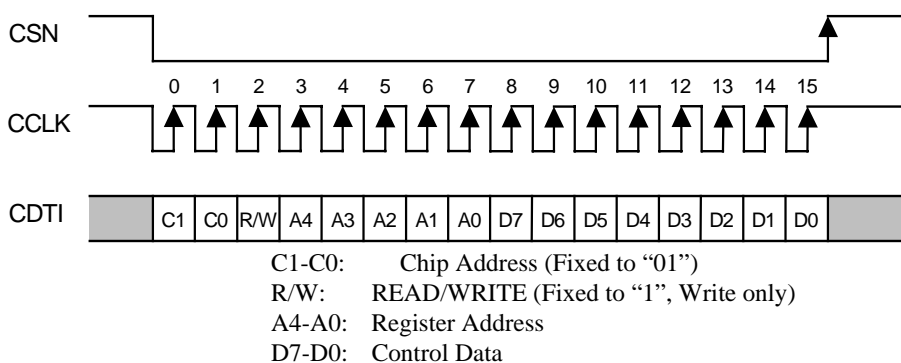 CSN
0 1 2 3 4 5 6 7 8 9 10 11 12 13 14 15
CCLK
CDTI C1 C0 R/W A4 A3 A2 A1 A0 D7 D6 D5 D4 D3 D2 D1 D0
C1-C0: Chip Address (Fixed to “01”)
R/W: READ/WRITE (Fixed to “1”, Write only)
A4-A0: Register Address
D7-D0: Control Data